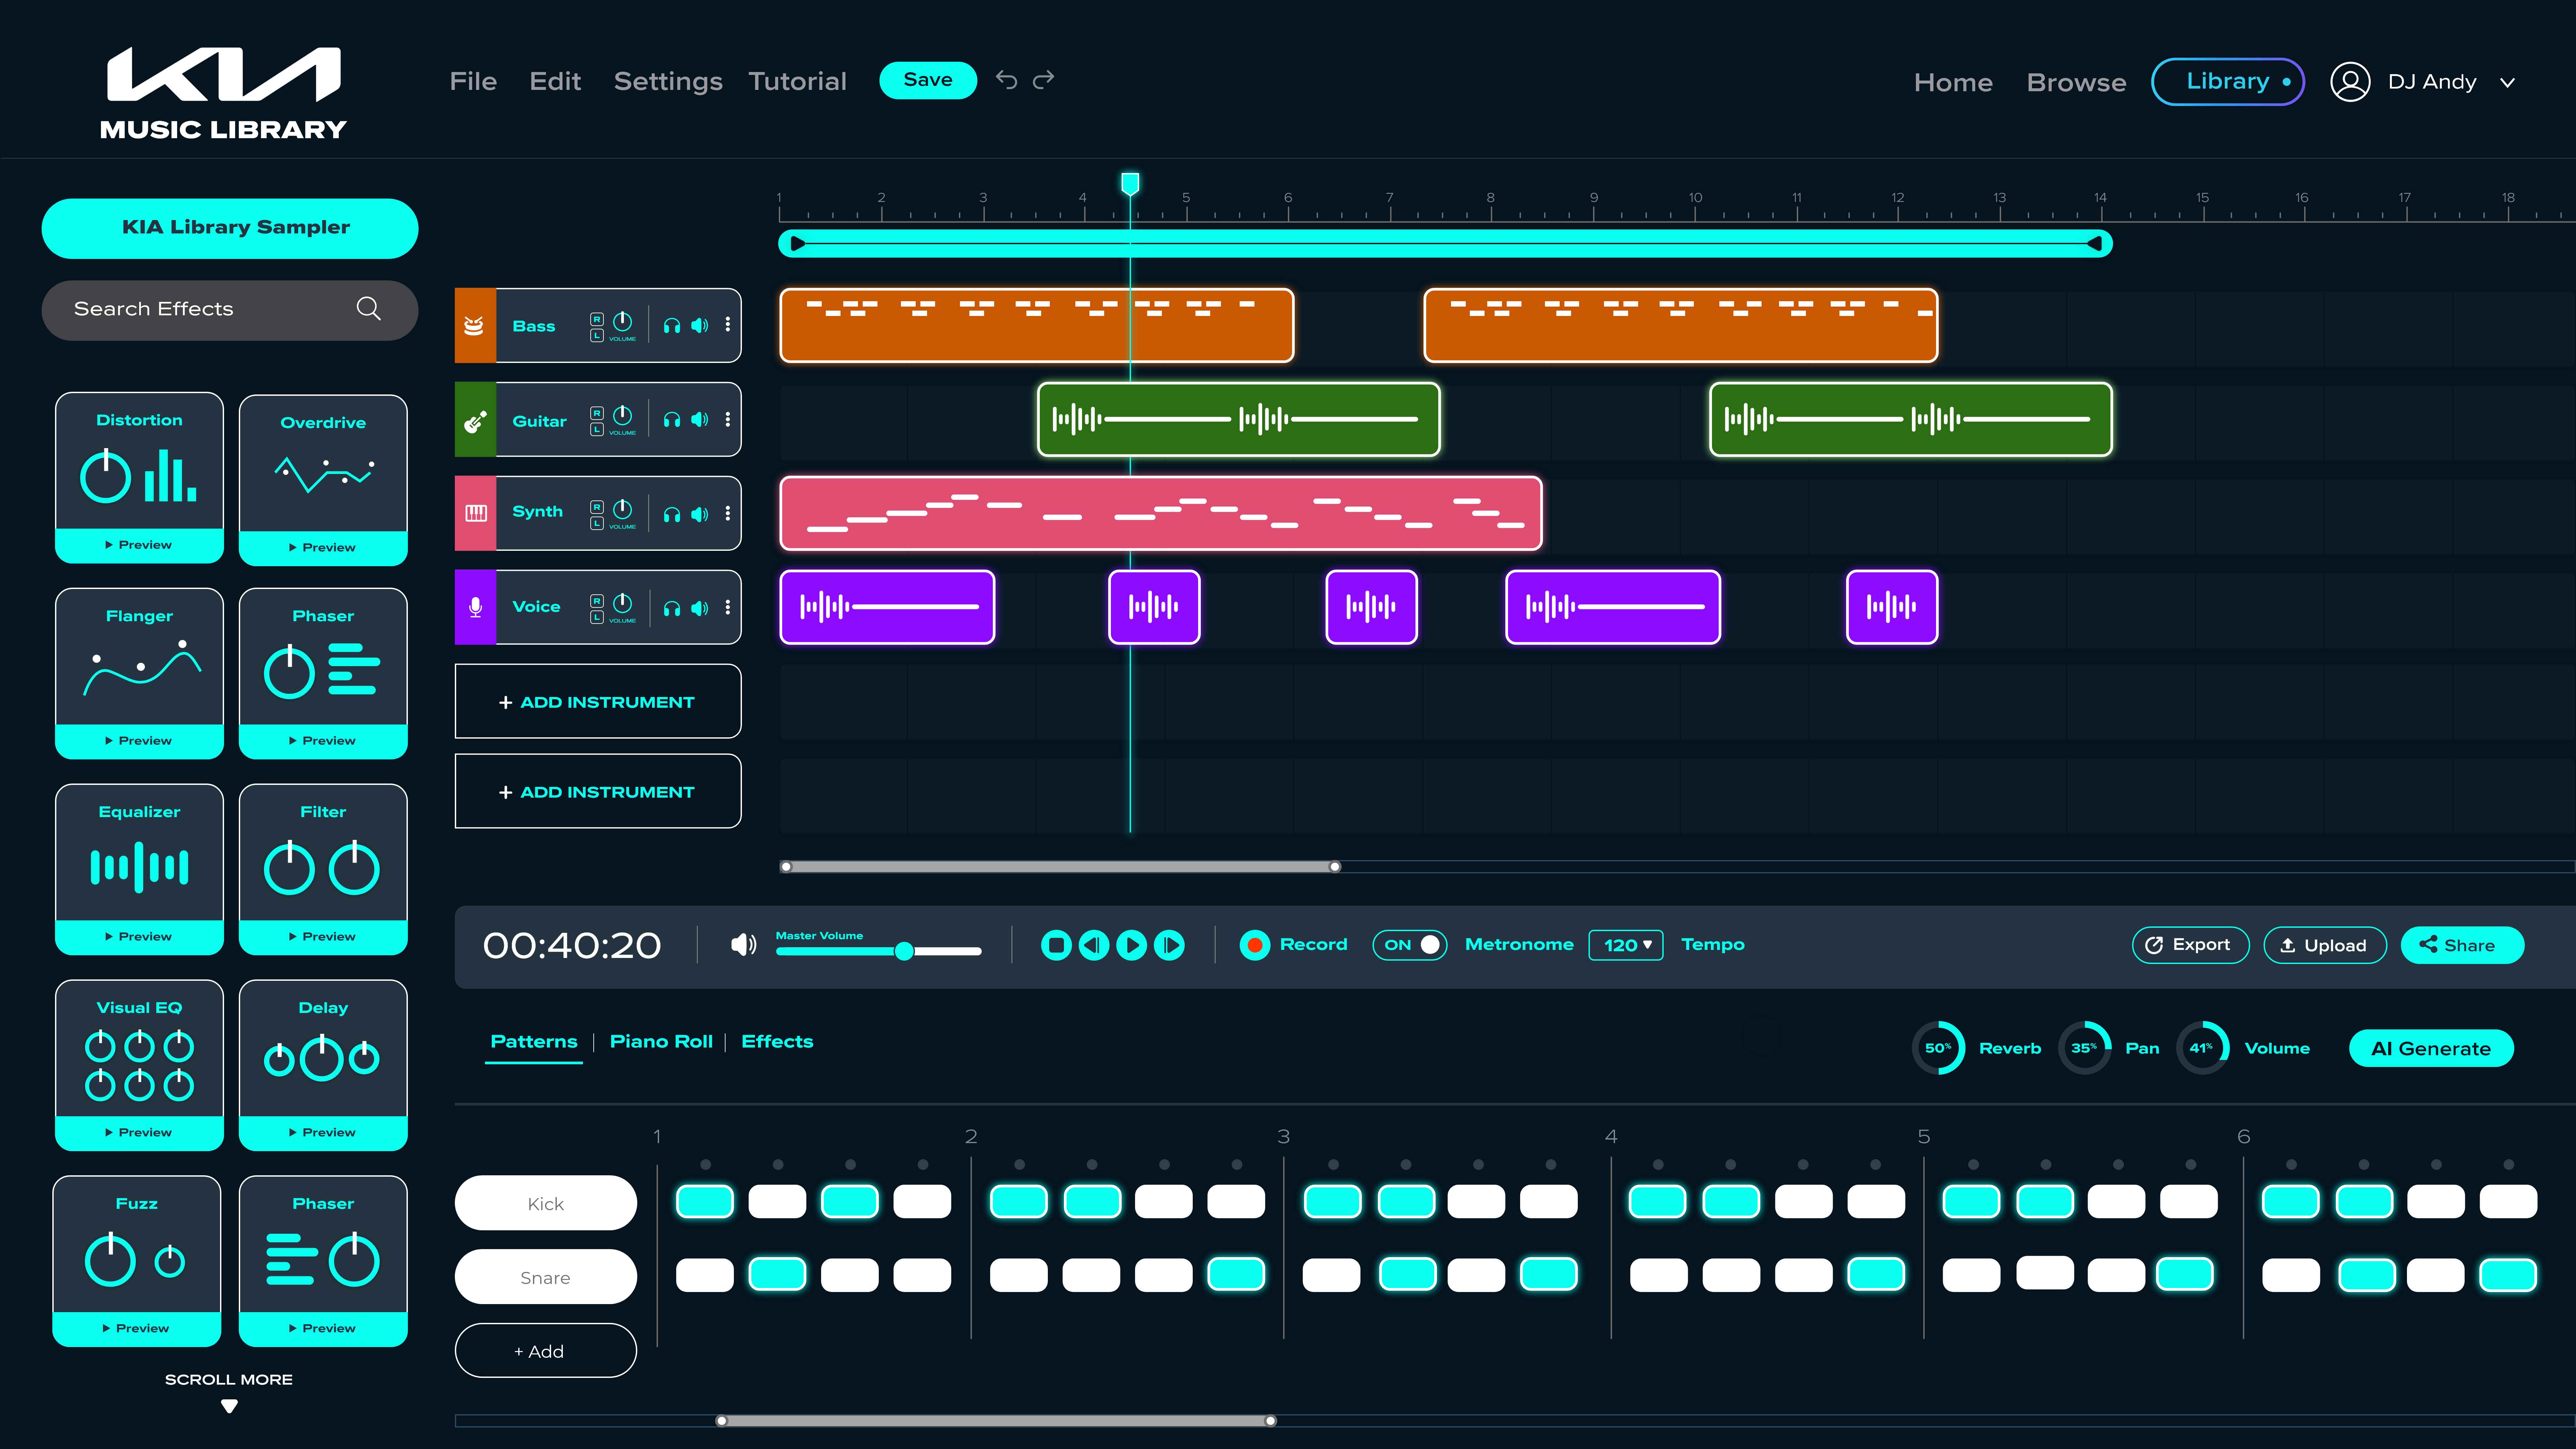 KIA
MUSIC LIBRARY
File Edit Settings Tutorial Save
Home Browse Library DJ Andy
KIA Library Sampler
Search Effects
Distortion
Preview
Overdrive
Preview
Flanger
Preview
Phaser
Preview
Equalizer
Preview
Filter
Preview
Visual EQ
Preview
Delay
Preview
Fuzz
Preview
Phaser
Preview
SCROLL MORE
1 2 3 4 5 6 7 8 9 10 11 12 13 14 15 16 17 18
Bass R L VOLUME
Guitar R L VOLUME
Synth R L VOLUME
Voice R L VOLUME
+ ADD INSTRUMENT
+ ADD INSTRUMENT
00:40:20 Master Volume Record ON Metronome 120 Tempo Export Upload Share
Patterns | Piano Roll | Effects
50% Reverb 35% Pan 41% Volume AI Generate
1 2 3 4 5 6
Kick
Snare
+ Add